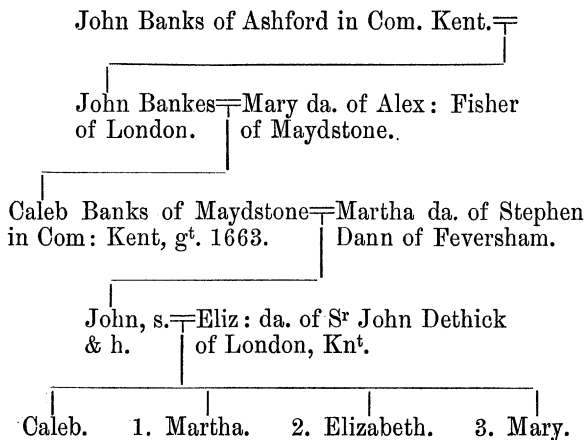 John Banks of Ashford in Com. Kent.
John Bankes Mary da. of Alex: Fisher
of London. of Maydstone.
Caleb Banks of Maydstone Martha da. of Stephen
in Com: Kent, gᵗ. 1663. Dann of Feversham.
John, s. Eliz: da. of Sʳ John Dethick
& h. of London, Knᵗ.
Caleb. 1. Martha. 2. Elizabeth. 3. Mary.